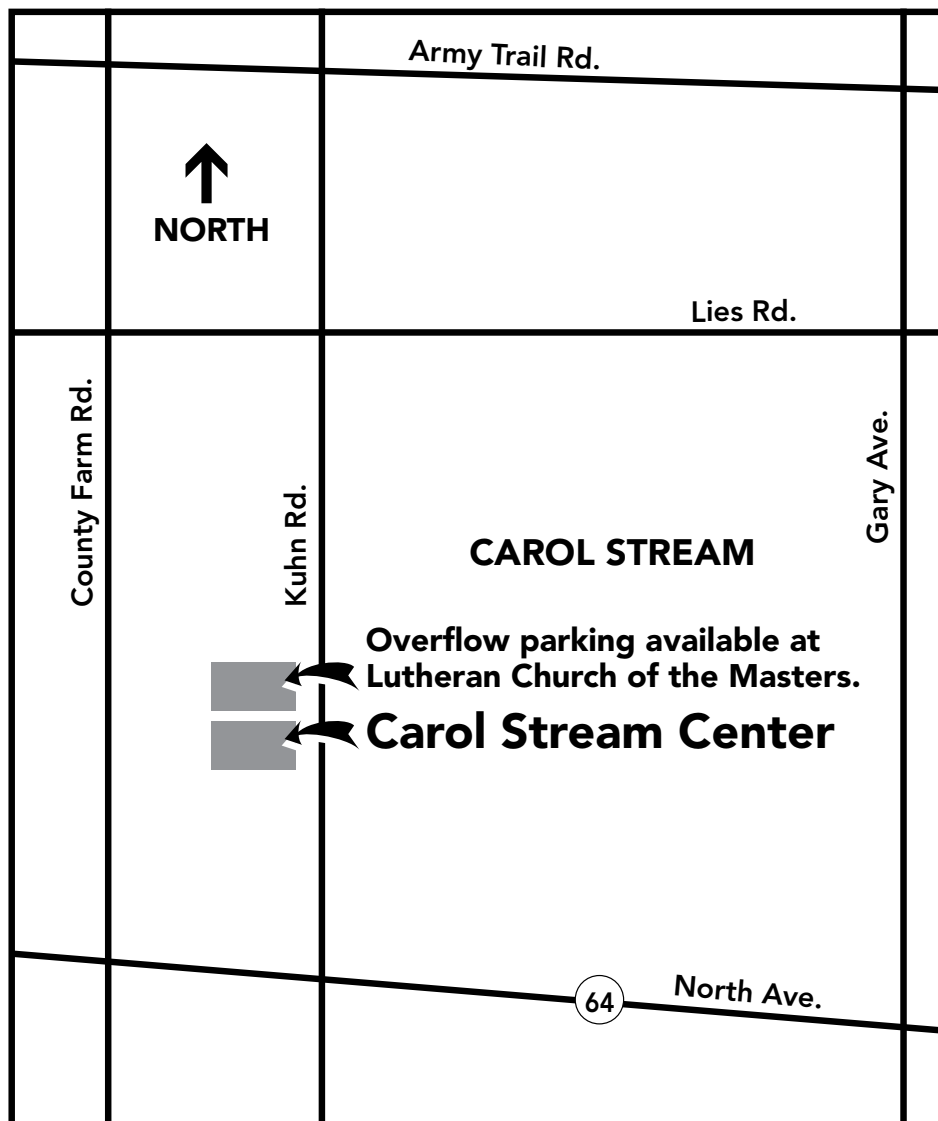 Army Trail Rd.
NORTH
Lies Rd.
County Farm Rd.
Kuhn Rd.
Gary Ave.
CAROL STREAM
Overflow parking available at
Lutheran Church of the Masters.
Carol Stream Center
64
North Ave.